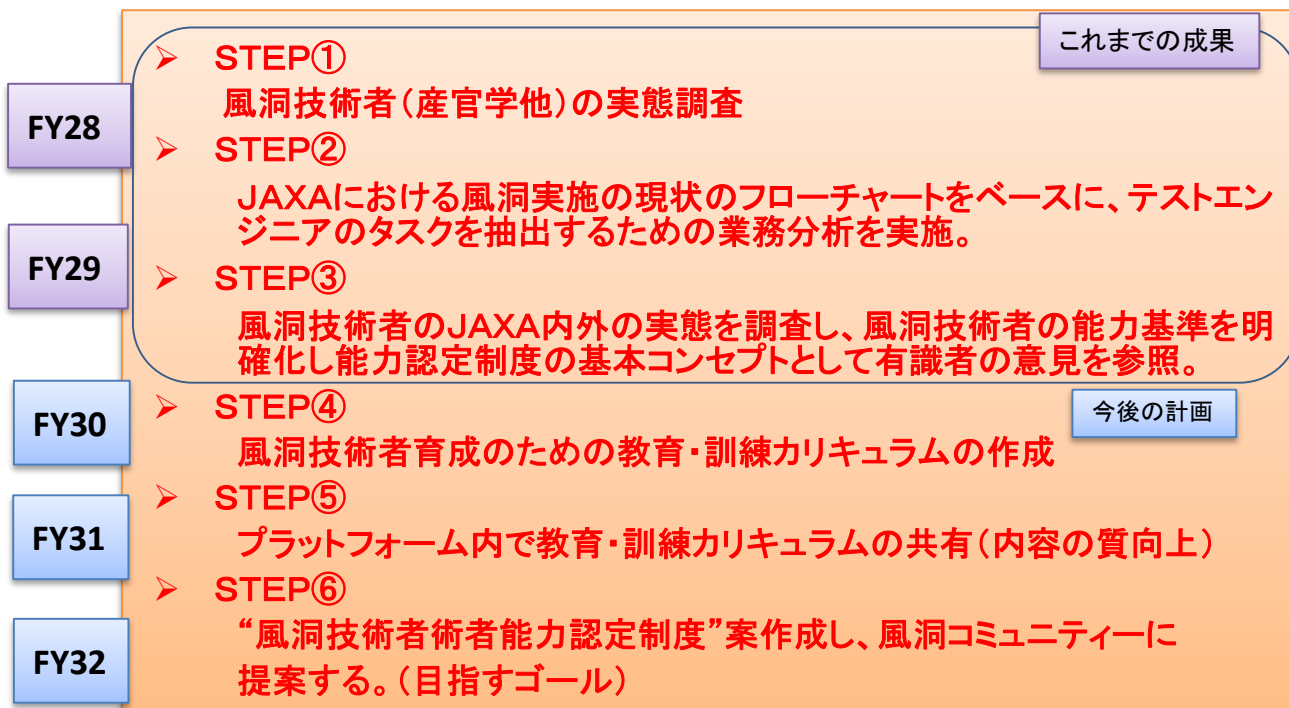 これまでの成果
➢ STEP①
風洞技術者(産官学他)の実態調査
FY28
➢ STEP②
JAXAにおける風洞実施の現状のフローチャートをベースに、テストエン
ジニアのタスクを抽出するための業務分析を実施。
FY29
➢ STEP③
風洞技術者のJAXA内外の実態を調査し、風洞技術者の能力基準を明
確化し能力認定制度の基本コンセプトとして有識者の意見を参照。
FY30
➢ STEP④
今後の計画
風洞技術者育成のための教育・訓練カリキュラムの作成
➢ STEP⑤
FY31
プラットフォーム内で教育・訓練カリキュラムの共有(内容の質向上)
➢ STEP⑥
“風洞技術者術者能力認定制度”案作成し、風洞コミュニティーに
FY32
提案する。(目指すゴール)